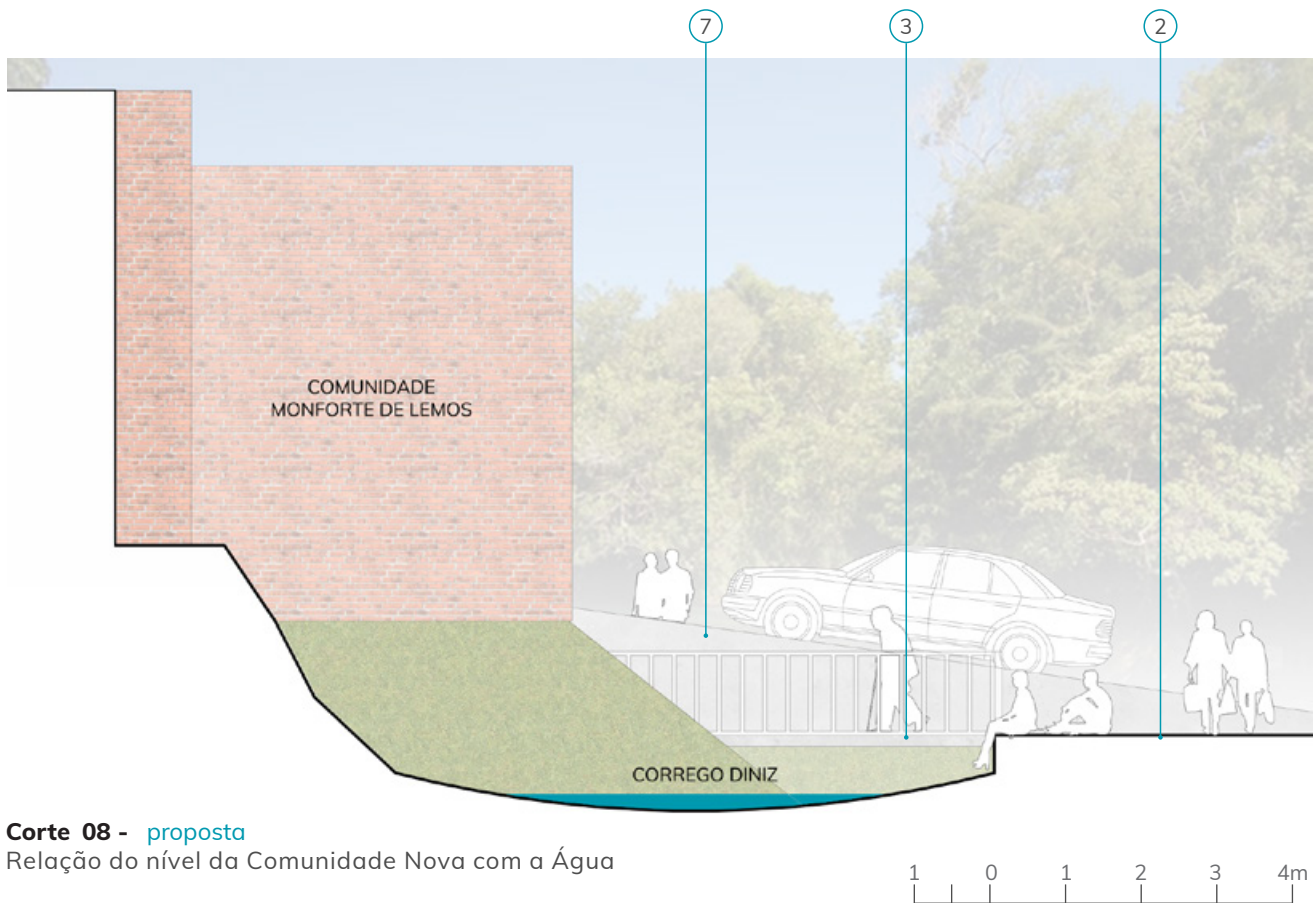 7 3 2
COMUNIDADE
MONFORTE DE LEMOS
CORREGO DINIZ
Corte 08 - proposta
Relação do nível da Comunidade Nova com a Água
1 0 1 2 3 4m